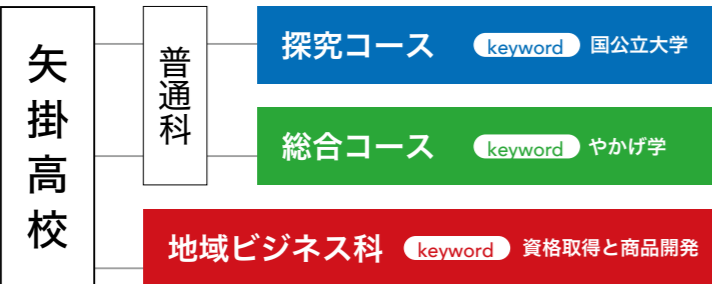 矢掛高校
普通科
探究コース keyword 国公立大学
総合コース keyword やかげ学
地域ビジネス科 keyword 資格取得と商品開発